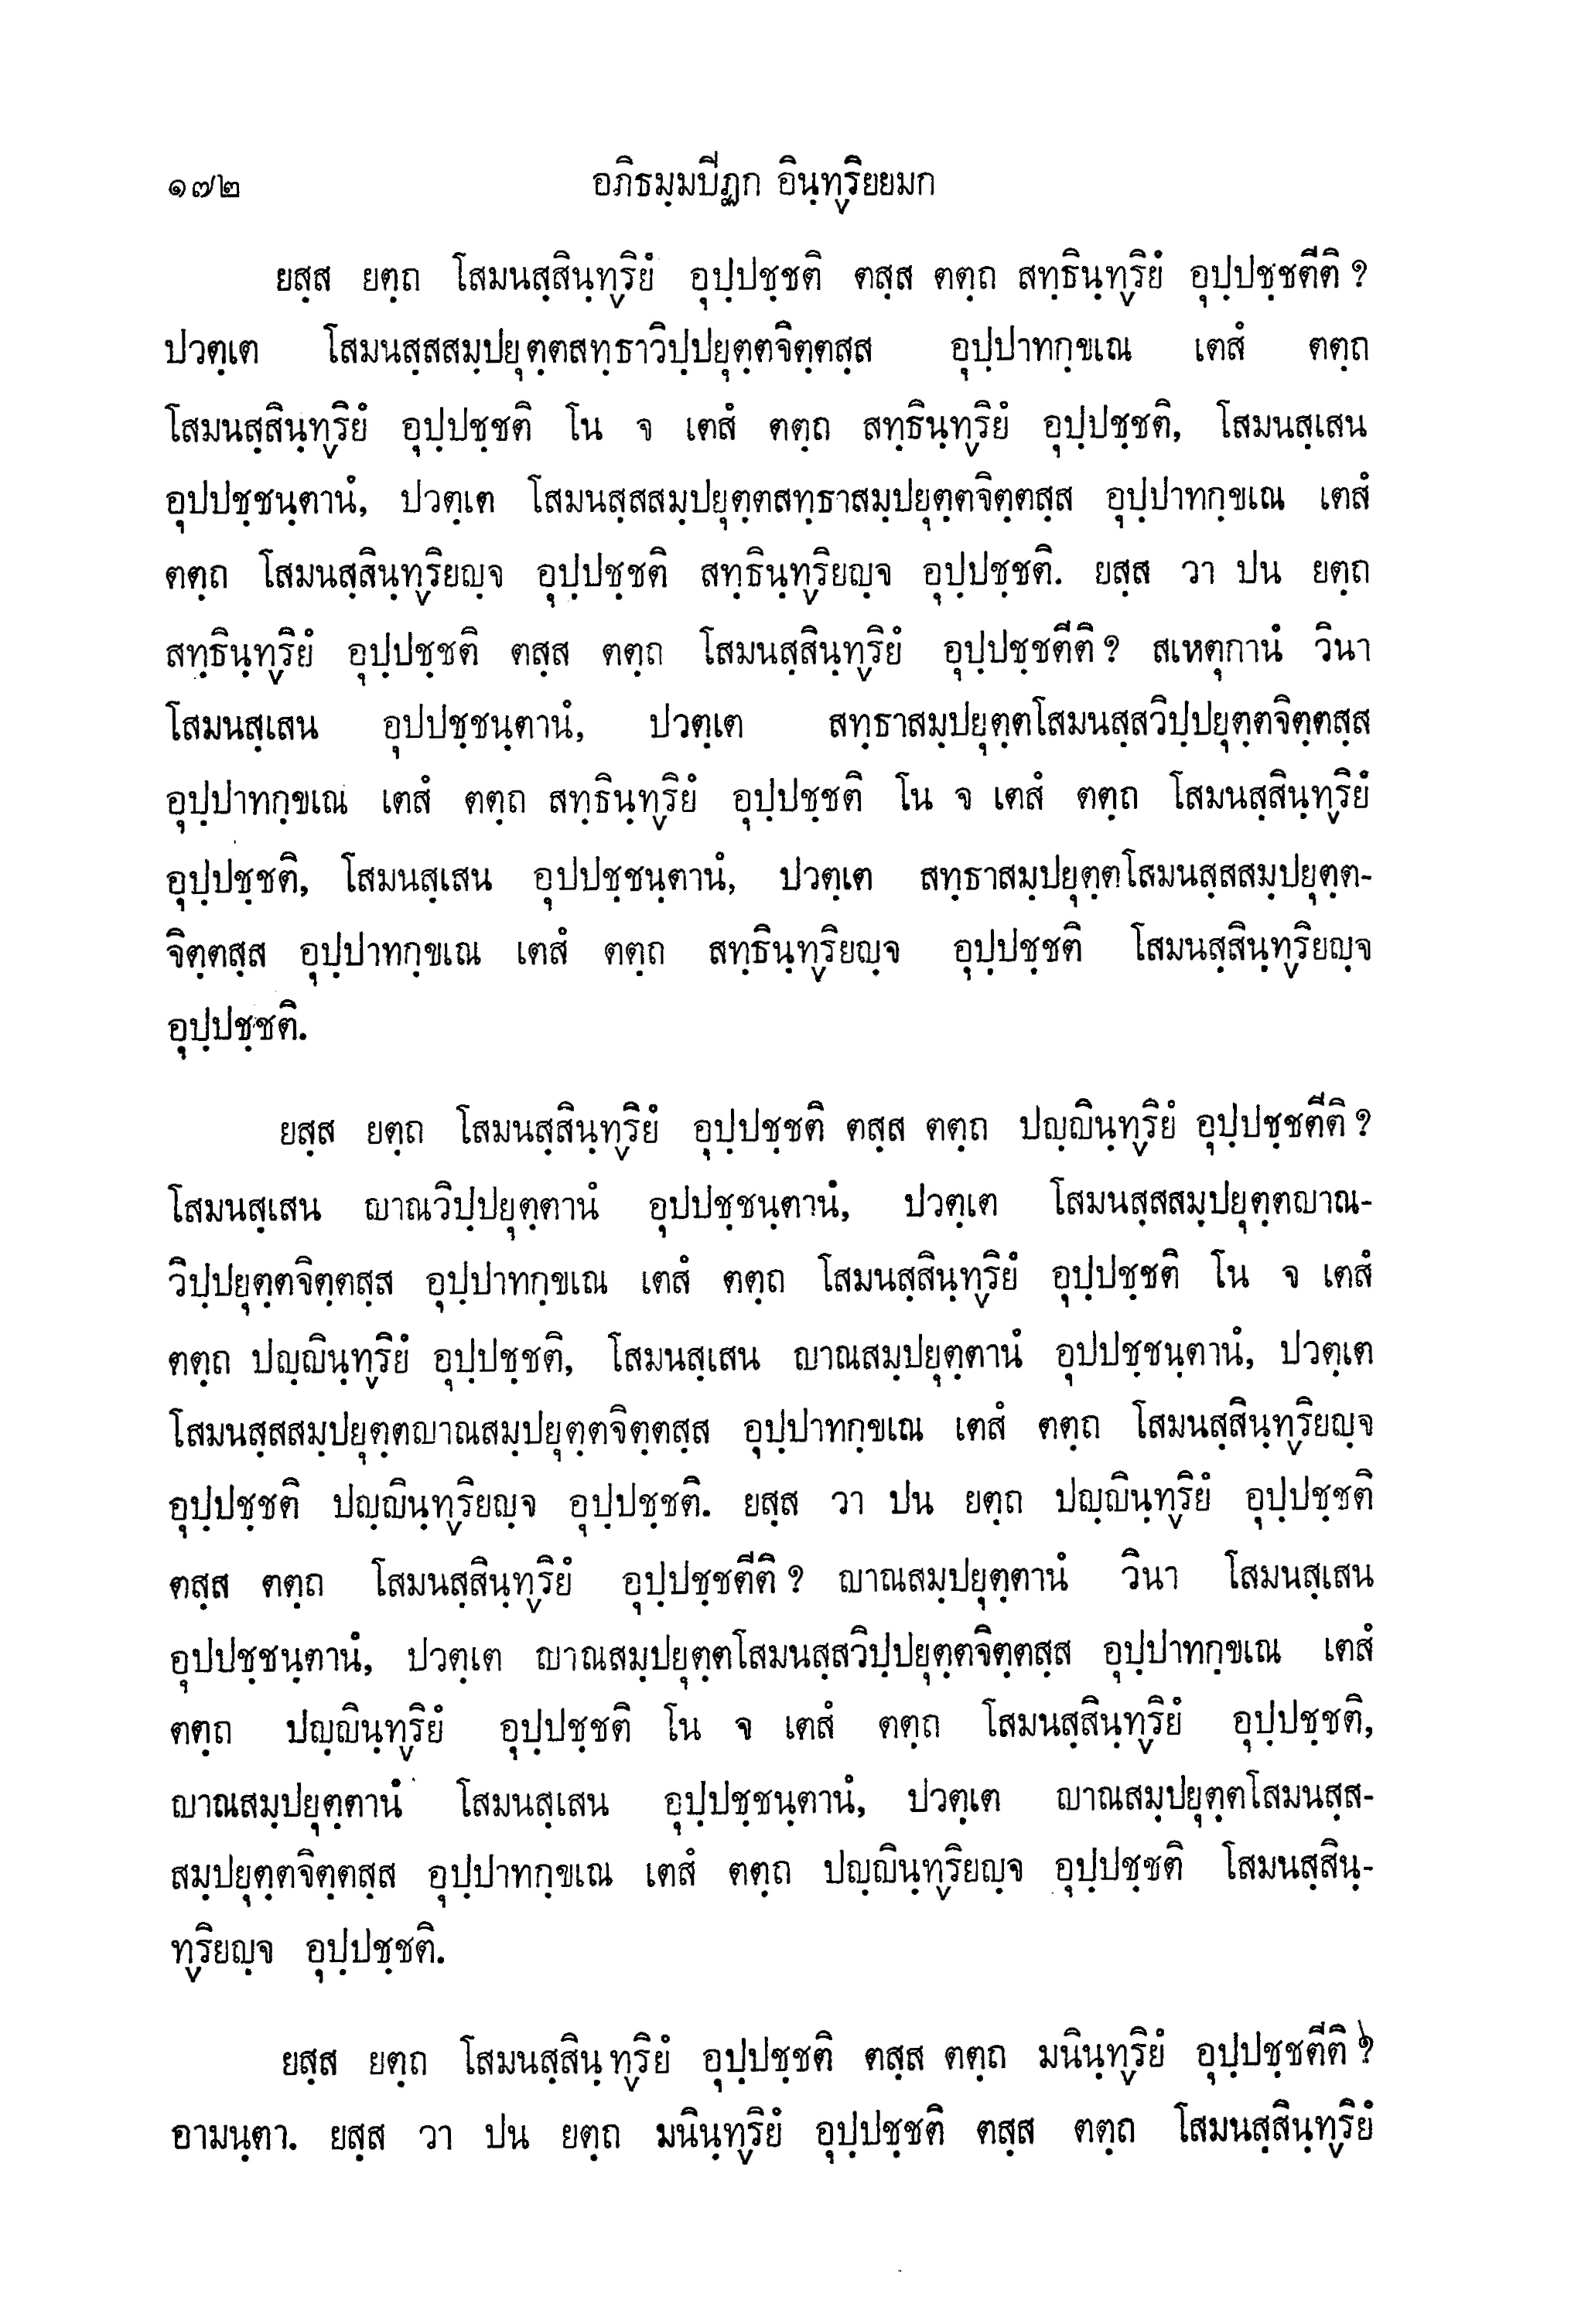 ๑๗๒ อภิธมฺมปีฏก อินฺทฺริยยมก
ยสฺส ยตฺถ โสมนสฺสินฺทฺริยํ อุปฺปชฺชติ ตสฺส ตตฺถ สทฺธินฺทฺริยํ อุปฺปชฺชตีติ ?
ปวตฺเต โสมนสฺสสมฺปยุตฺตสทฺธาวิปฺปยุตฺตจิตฺตสฺส อุปฺปาทกฺขเณ เตสํ ตตฺถ
โสมนสฺสินฺทฺริยํ อุปฺปชฺชติ โน จ เตสํ ตตฺถ สทฺธินฺทฺริยํ อุปฺปชฺชติ, โสมนสฺเสน
อุปปชฺชนฺตานํ, ปวตฺเต โสมนสฺสสมฺปยุตฺตสทฺธาสมฺปยุตฺตจิตฺตสฺส อุปฺปาทกฺขเณ เตสํ
ตตฺถ โสมนสฺสินฺทฺริยญฺจ อุปฺปชฺชติ สทฺธินฺทฺริยญฺจ อุปฺปชฺชติ. ยสฺส วา ปน ยตฺถ
สทฺธินฺทฺริยํ อุปฺปชฺชติ ตสฺส ตตฺถ โสมนสฺสินฺทฺริยํ อุปฺปชฺชตีติ ? สเหตุกานํ วินา
โสมนสฺเสน อุปปชฺชนฺตานํ, ปวตฺเต สทฺธาสมฺปยุตฺตโสมนสฺสวิปฺปยุตฺตจิตฺตสฺส
อุปฺปาทกฺขเณ เตสํ ตตฺถ สทฺธินฺทฺริยํ อุปฺปชฺชติ โน จ เตสํ ตตฺถ โสมนสฺสินฺทฺริยํ
อุปฺปชฺชติ, โสมนสฺเสน อุปปชฺชนฺตานํ, ปวตฺเต สทฺธาสมฺปยุตฺตโสมนสฺสสมฺปยุตฺต-
จิตฺตสฺส อุปฺปาทกฺขเณ เตสํ ตตฺถ สทฺธินฺทฺริยญฺจ อุปฺปชฺชติ โสมนสฺสินฺทฺริยญฺจ
อุปฺปชฺชติ.
ยสฺส ยตฺถ โสมนสฺสินฺทฺริยํ อุปฺปชฺชติ ตสฺส ตตฺถ ปญฺญินฺทฺริยํ อุปฺปชฺชตีติ ?
โสมนสฺเสน ญาณวิปฺปยุตฺตานํ อุปปชฺชนฺตานํ, ปวตฺเต โสมนสฺสสมฺปยุตฺตญาณ-
วิปฺปยุตฺตจิตฺตสฺส อุปฺปาทกฺขเณ เตสํ ตตฺถ โสมนสฺสินฺทฺริยํ อุปฺปชฺชติ โน จ เตสํ
ตตฺถ ปญฺญินฺทฺริยํ อุปฺปชฺชติ, โสมนสฺเสน ญาณสมฺปยุตฺตานํ อุปปชฺชนฺตานํ, ปวตฺเต
โสมนสฺสสมฺปยุตฺตญาณสมฺปยุตฺตจิตฺตสฺส อุปฺปาทกฺขเณ เตสํ ตตฺถ โสมนสฺสินฺทฺริยญฺจ
อุปฺปชฺชติ ปญฺญินฺทฺริยญฺจ อุปฺปชฺชติ. ยสฺส วา ปน ยตฺถ ปญฺญินฺทฺริยํ อุปฺปชฺชติ
ตสฺส ตตฺถ โสมนสฺสินฺทฺริยํ อุปฺปชฺชตีติ ? ญาณสมฺปยุตฺตานํ วินา โสมนสฺเสน
อุปปชฺชนฺตานํ, ปวตฺเต ญาณสมฺปยุตฺตโสมนสฺสวิปฺปยุตฺตจิตฺตสฺส อุปฺปาทกฺขเณ เตสํ
ตตฺถ ปญฺญินฺทฺริยํ อุปฺปชฺชติ โน จ เตสํ ตตฺถ โสมนสฺสินฺทฺริยํ อุปฺปชฺชติ,
ญาณสมฺปยุตฺตานํ โสมนสฺเสน อุปฺปชฺชนฺตานํ, ปวตฺเต ญาณสมฺปยุตฺตโสมนสฺส-
สมฺปยุตฺตจิตฺตสฺส อุปฺปาทกฺขเณ เตสํ ตตฺถ ปญฺญินฺทฺริยญฺจ อุปฺปชฺชติ โสมนสฺสินฺ-
ทฺริยญฺจ อุปฺปชฺชติ.
ยสฺส ยตฺถ โสมนสฺสินฺทฺริยํ อุปฺปชฺชติ ตสฺส ตตฺถ มนินฺทฺริยํ อุปฺปชฺชตีติ ?
อามนฺตา. ยสฺส วา ปน ยตฺถ มนินฺทฺริยํ อุปฺปชฺชติ ตสฺส ตตฺถ โสมนสฺสินฺทฺริยํ